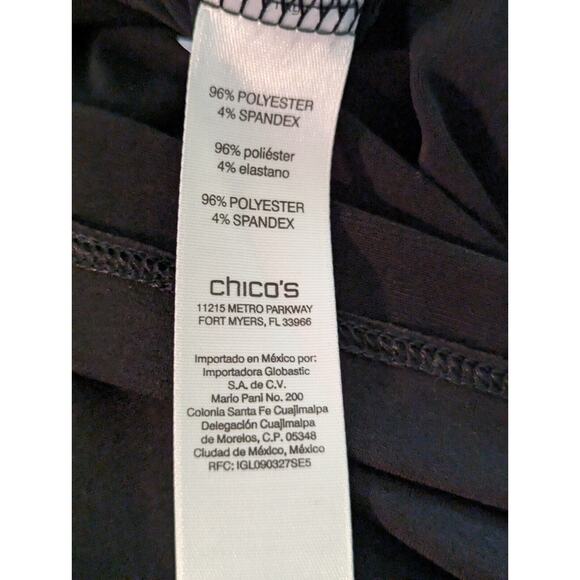 96% POLYESTER
4% SPANDEX
96% poliéster
4% elastano
96% POLYESTER
4% SPANDEX
chico's
11215 METRO PARKWAY
FORT MYERS, FL 33966
Importado en México por:
Importadora Globastic
S.A. de C.V.
Mario Pani No. 200
Colonia Santa Fe Cuajimalpa
Delegación Cuajimalpa
de Morelos, C.P. 05348
Ciudad de México, México
RFC: IGL090327SE5